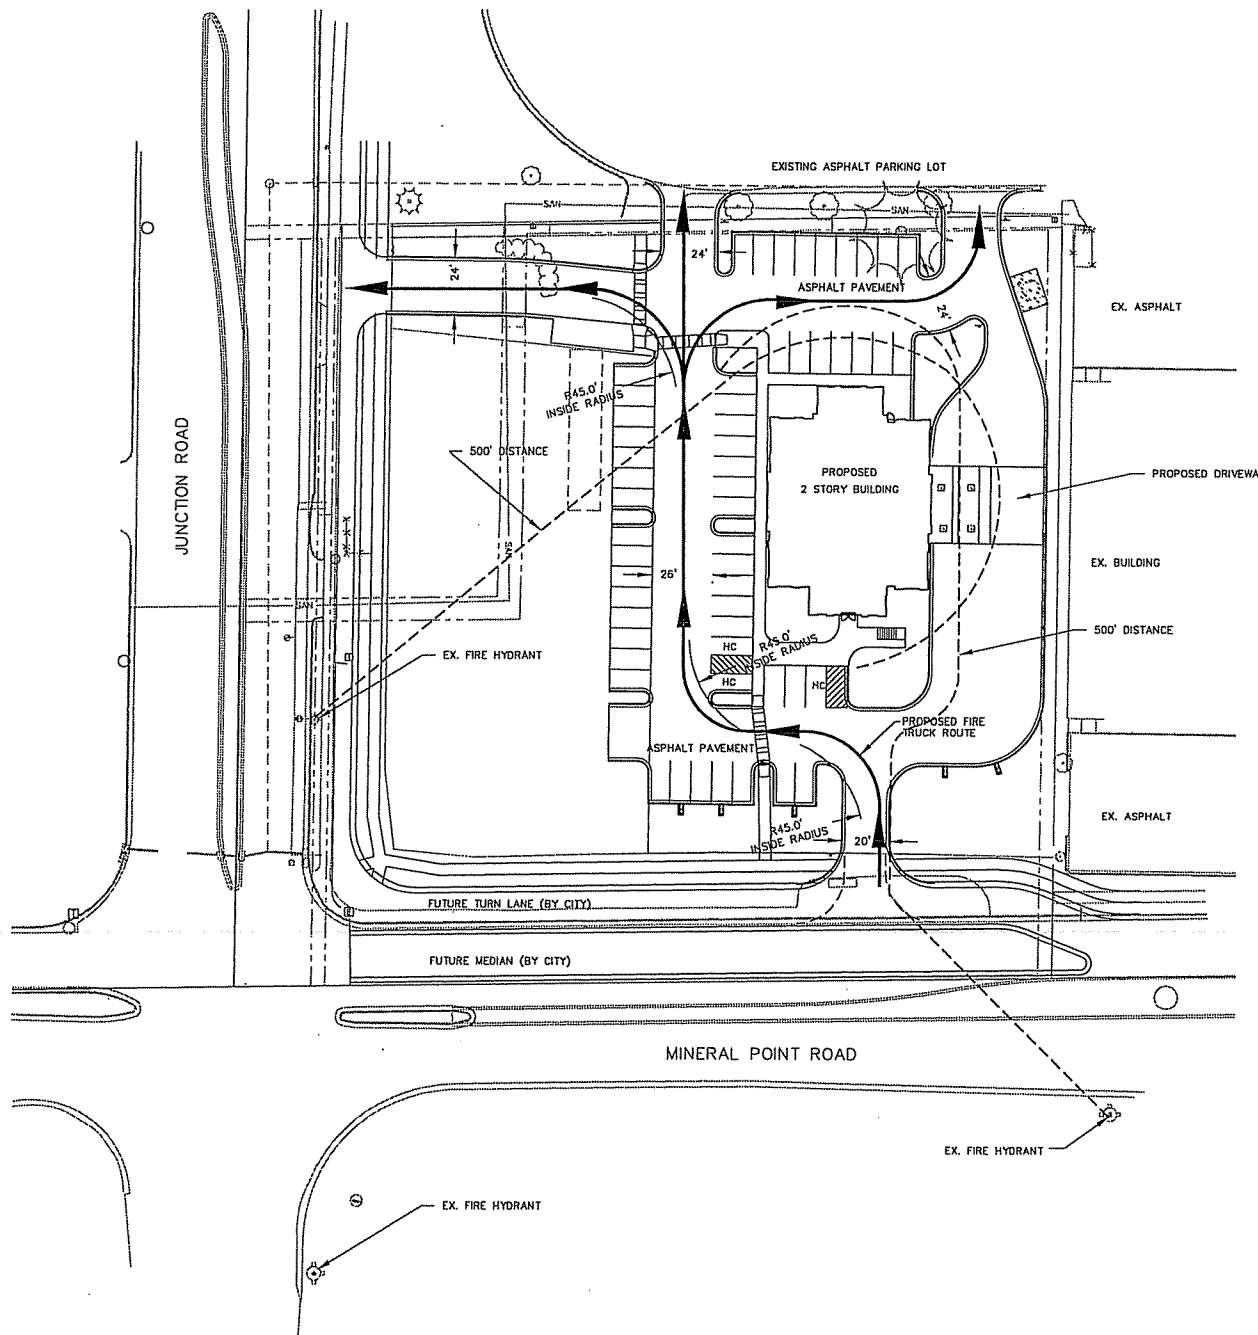 EXISTING ASPHALT PARKING LOT
SAN
SAN
24'
24'
ASPHALT PAVEMENT
EX. ASPHALT
24'
R45.0'
INSIDE RADIUS
500' DISTANCE
JUNCTION ROAD
PROPOSED
2 STORY BUILDING
PROPOSED DRIVEWA
SAN
26'
EX. BUILDING
SAN
500' DISTANCE
EX. FIRE HYDRANT
HC
R45.0'
INSIDE RADIUS
HC
HC
PROPOSED FIRE
TRUCK ROUTE
ASPHALT PAVEMENT
R45.0'
INSIDE RADIUS
20'
EX. ASPHALT
FUTURE TURN LANE (BY CITY)
FUTURE MEDIAN (BY CITY)
MINERAL POINT ROAD
EX. FIRE HYDRANT
EX. FIRE HYDRANT